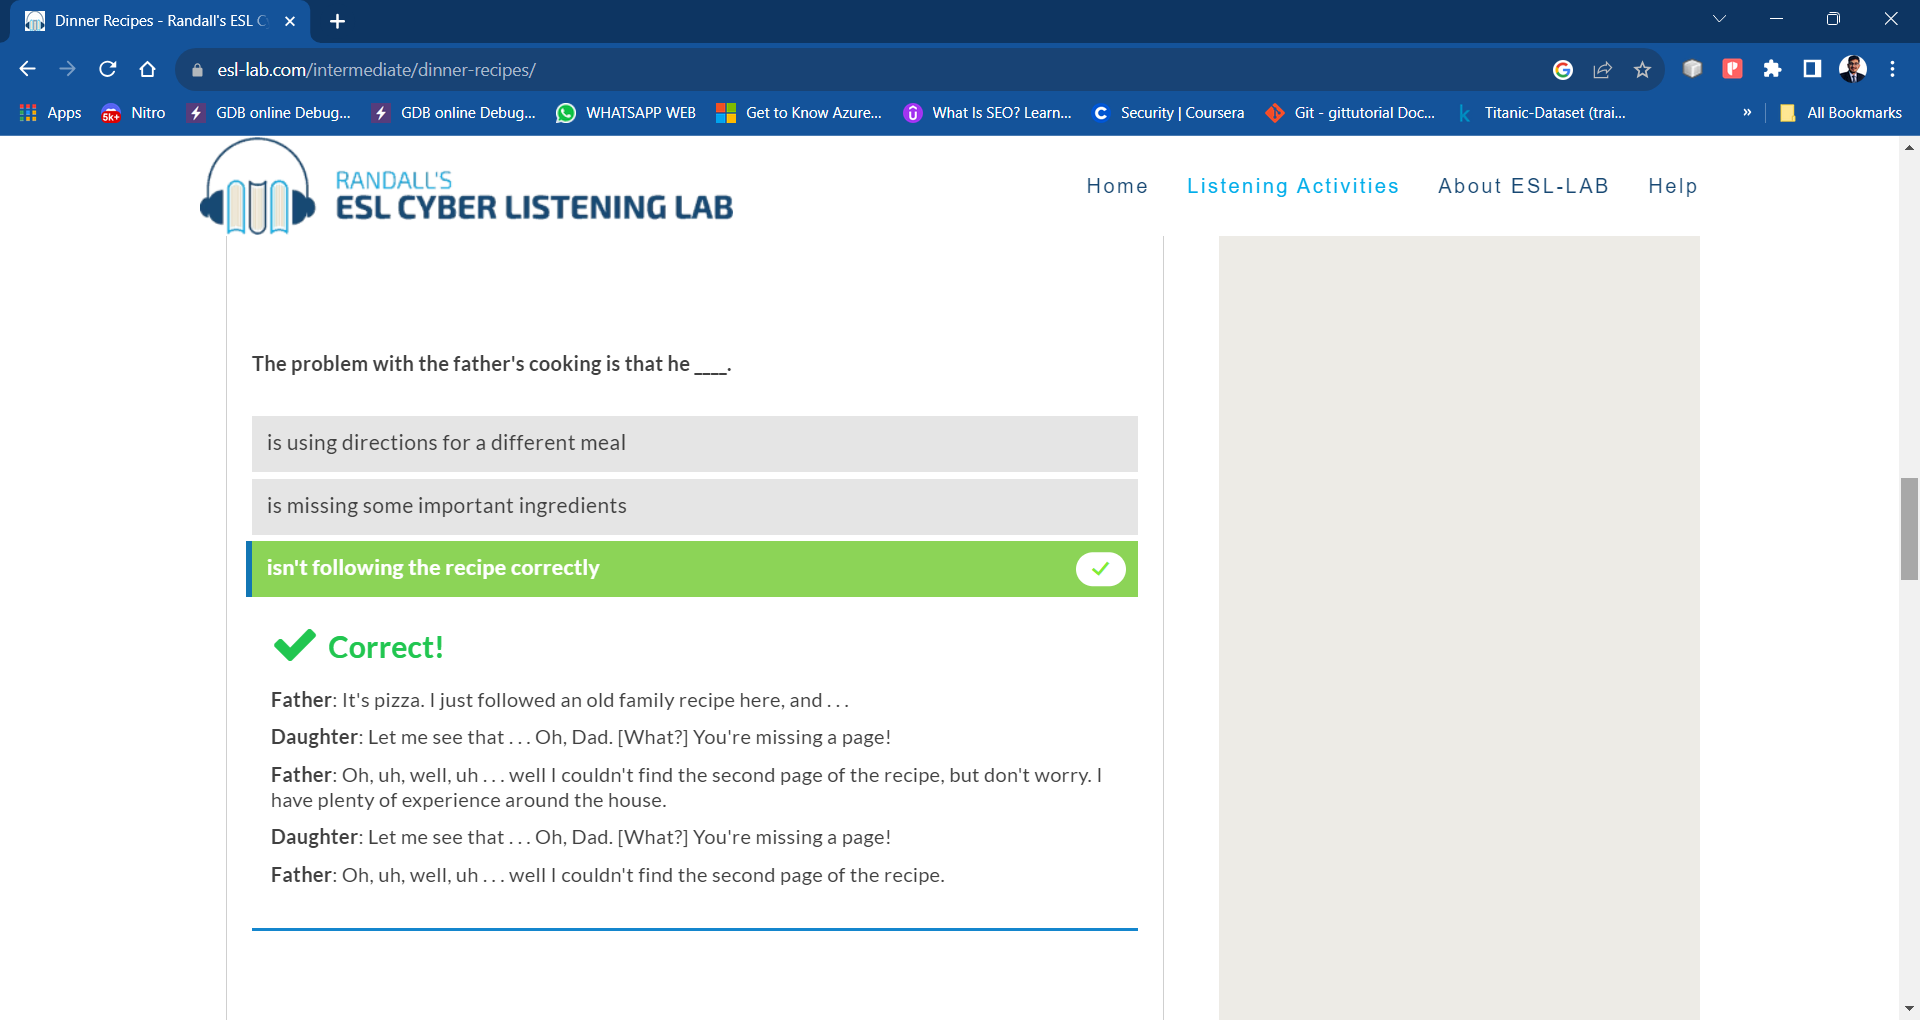 Dinner Recipes - Randall's ESL C
esl-lab.com/intermediate/dinner-recipes/
Apps
5k+
Nitro
GDB online Debug...
GDB online Debug...
WHATSAPP WEB
Get to Know Azure...
What Is SEO? Learn...
Security | Coursera
Git - gittutorial Doc...
Titanic-Dataset (trai...
»
All Bookmarks
RANDALL'S
ESL CYBER LISTENING LAB
Home
Listening Activities
About ESL-LAB
Help
The problem with the father's cooking is that he ____.
is using directions for a different meal
is missing some important ingredients
isn't following the recipe correctly
Correct!
Father: It's pizza. I just followed an old family recipe here, and . . .
Daughter: Let me see that . . . Oh, Dad. [What?] You're missing a page!
Father: Oh, uh, well, uh . . . well I couldn't find the second page of the recipe, but don't worry. I
have plenty of experience around the house.
Daughter: Let me see that . . . Oh, Dad. [What?] You're missing a page!
Father: Oh, uh, well, uh . . . well I couldn't find the second page of the recipe.